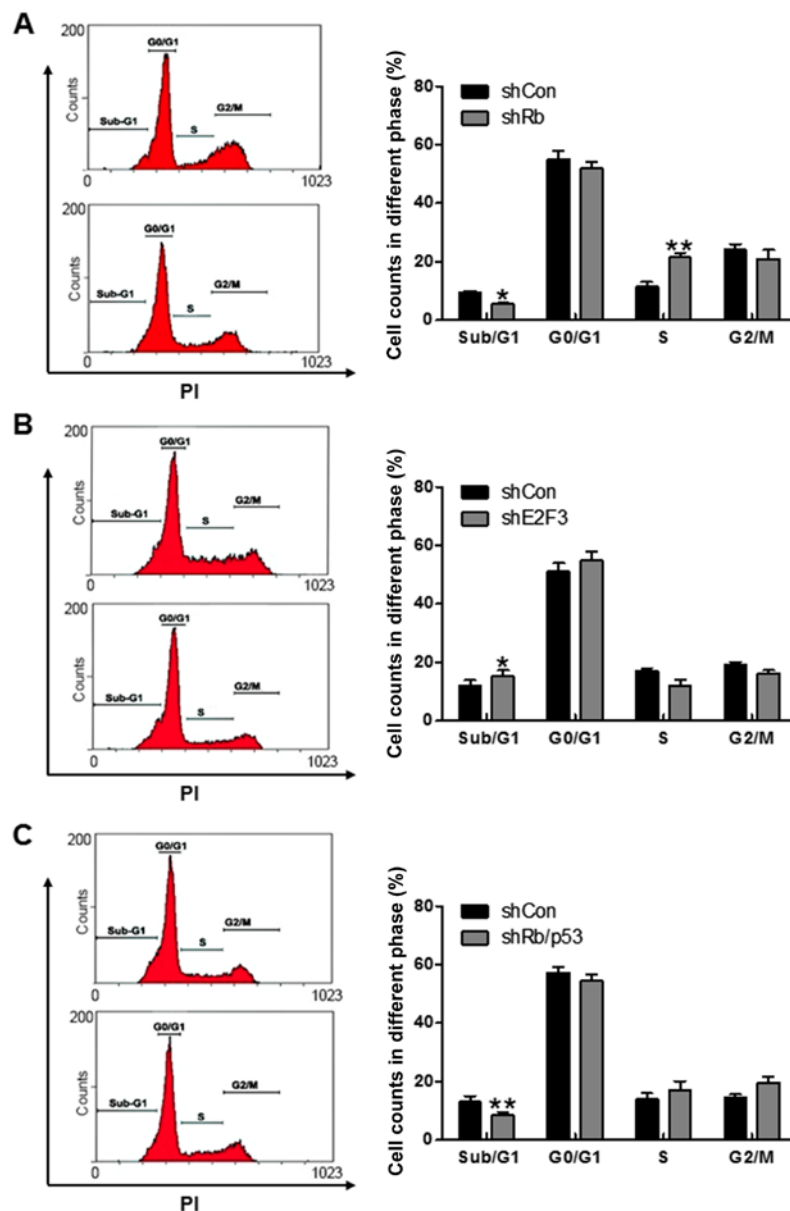 A
200
G0/G1
Counts
G2/M
Sub-G1
S
0
1023
200
G0/G1
Counts
G2/M
Sub-G1
S
0
1023
PI
Cell counts in different phase (%)
80
60
40
20
0
shCon
shRb
*
**
Sub/G1 G0/G1 S G2/M
B
200
G0/G1
Counts
G2/M
Sub-G1
S
0
1023
200
G0/G1
Counts
G2/M
Sub-G1
S
0
1023
PI
Cell counts in different phase (%)
80
60
40
20
0
shCon
shE2F3
*
Sub/G1 G0/G1 S G2/M
C
200
G0/G1
Counts
G2/M
Sub-G1
S
0
1023
200
G0/G1
Counts
G2/M
Sub-G1
S
0
1023
PI
Cell counts in different phase (%)
80
60
40
20
0
shCon
shRb/p53
**
Sub/G1 G0/G1 S G2/M